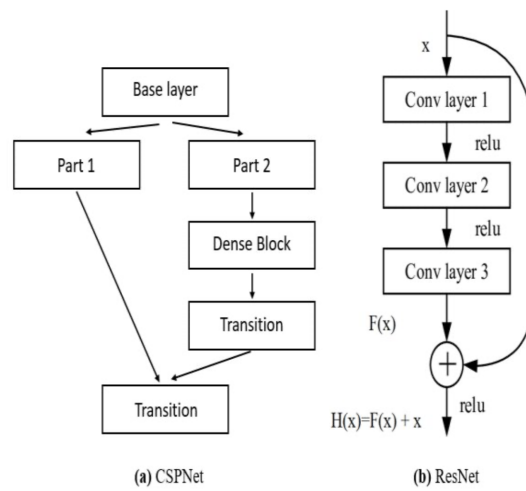 Base layer
Part 1
Part 2
Dense Block
Transition
Transition
(a) CSPNet
x
Conv layer 1
relu
Conv layer 2
relu
Conv layer 3
F(x)
+
relu
H(x)=F(x) + x
(b) ResNet